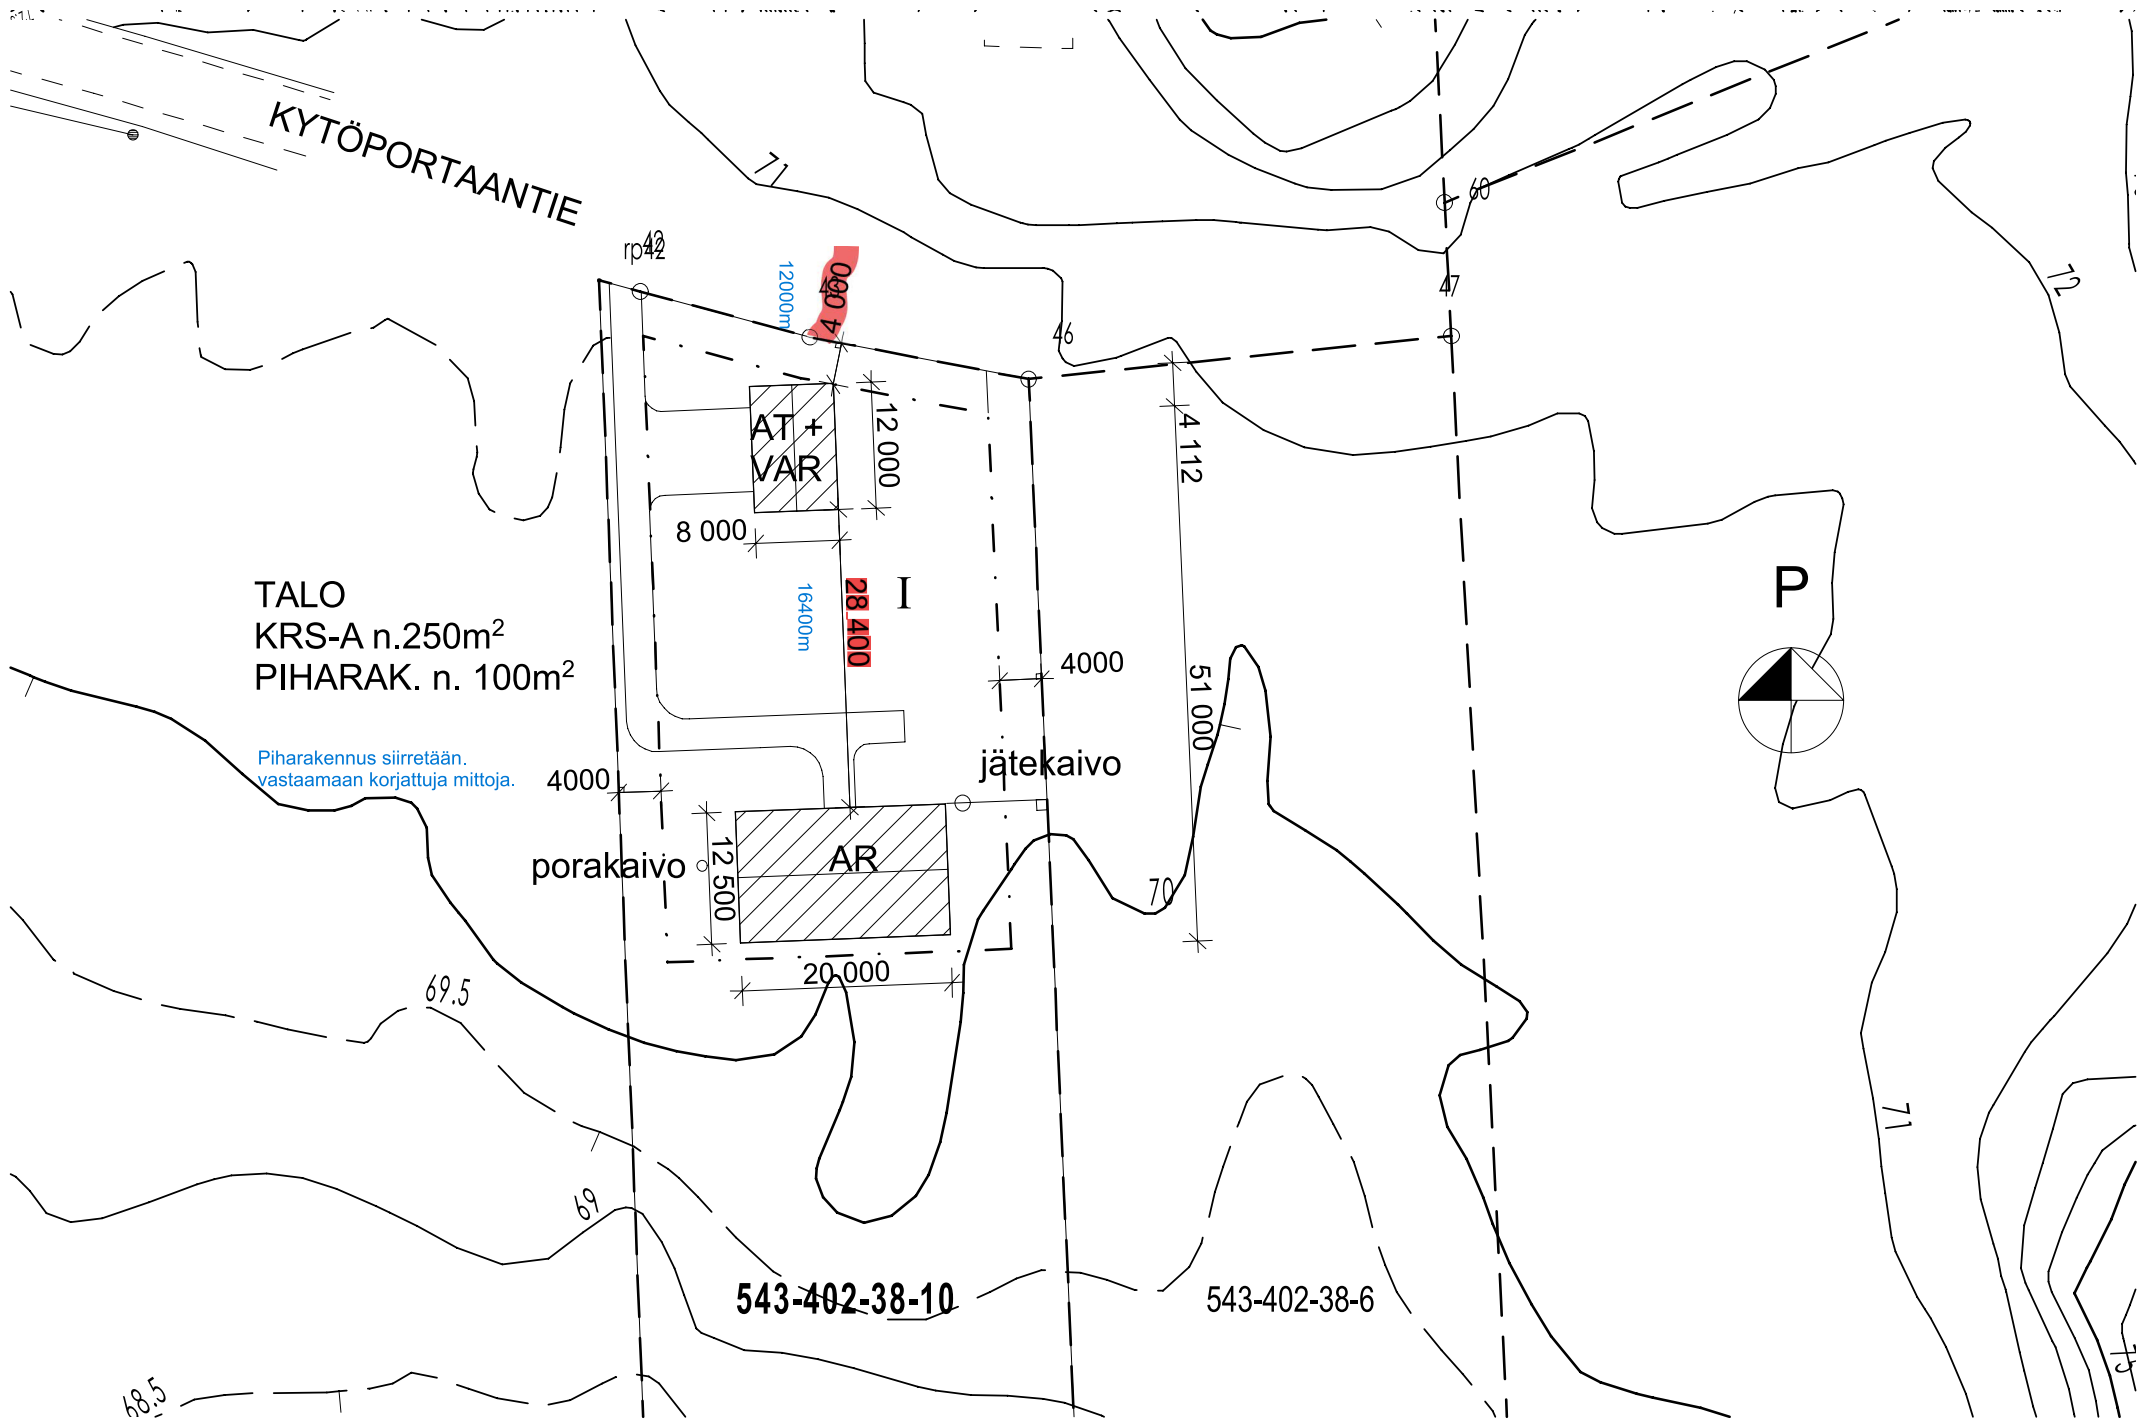 KYTÖPORTAANTIE
71
60
rp42
42
12000m
4 000
47
72
46
AT +
VAR
12 000
4 112
8 000
TALO
KRS-A n.250m²
PIHARAK. n. 100m²
16400m
28 400
I
P
4000
51 000
Piharakennus siirretään.
vastaamaan korjattuja mittoja.
4000
jätekaivo
porakaivo
12 500
AR
70
20 000
69.5
71
69
543-402-38-10
543-402-38-6
68.5
75